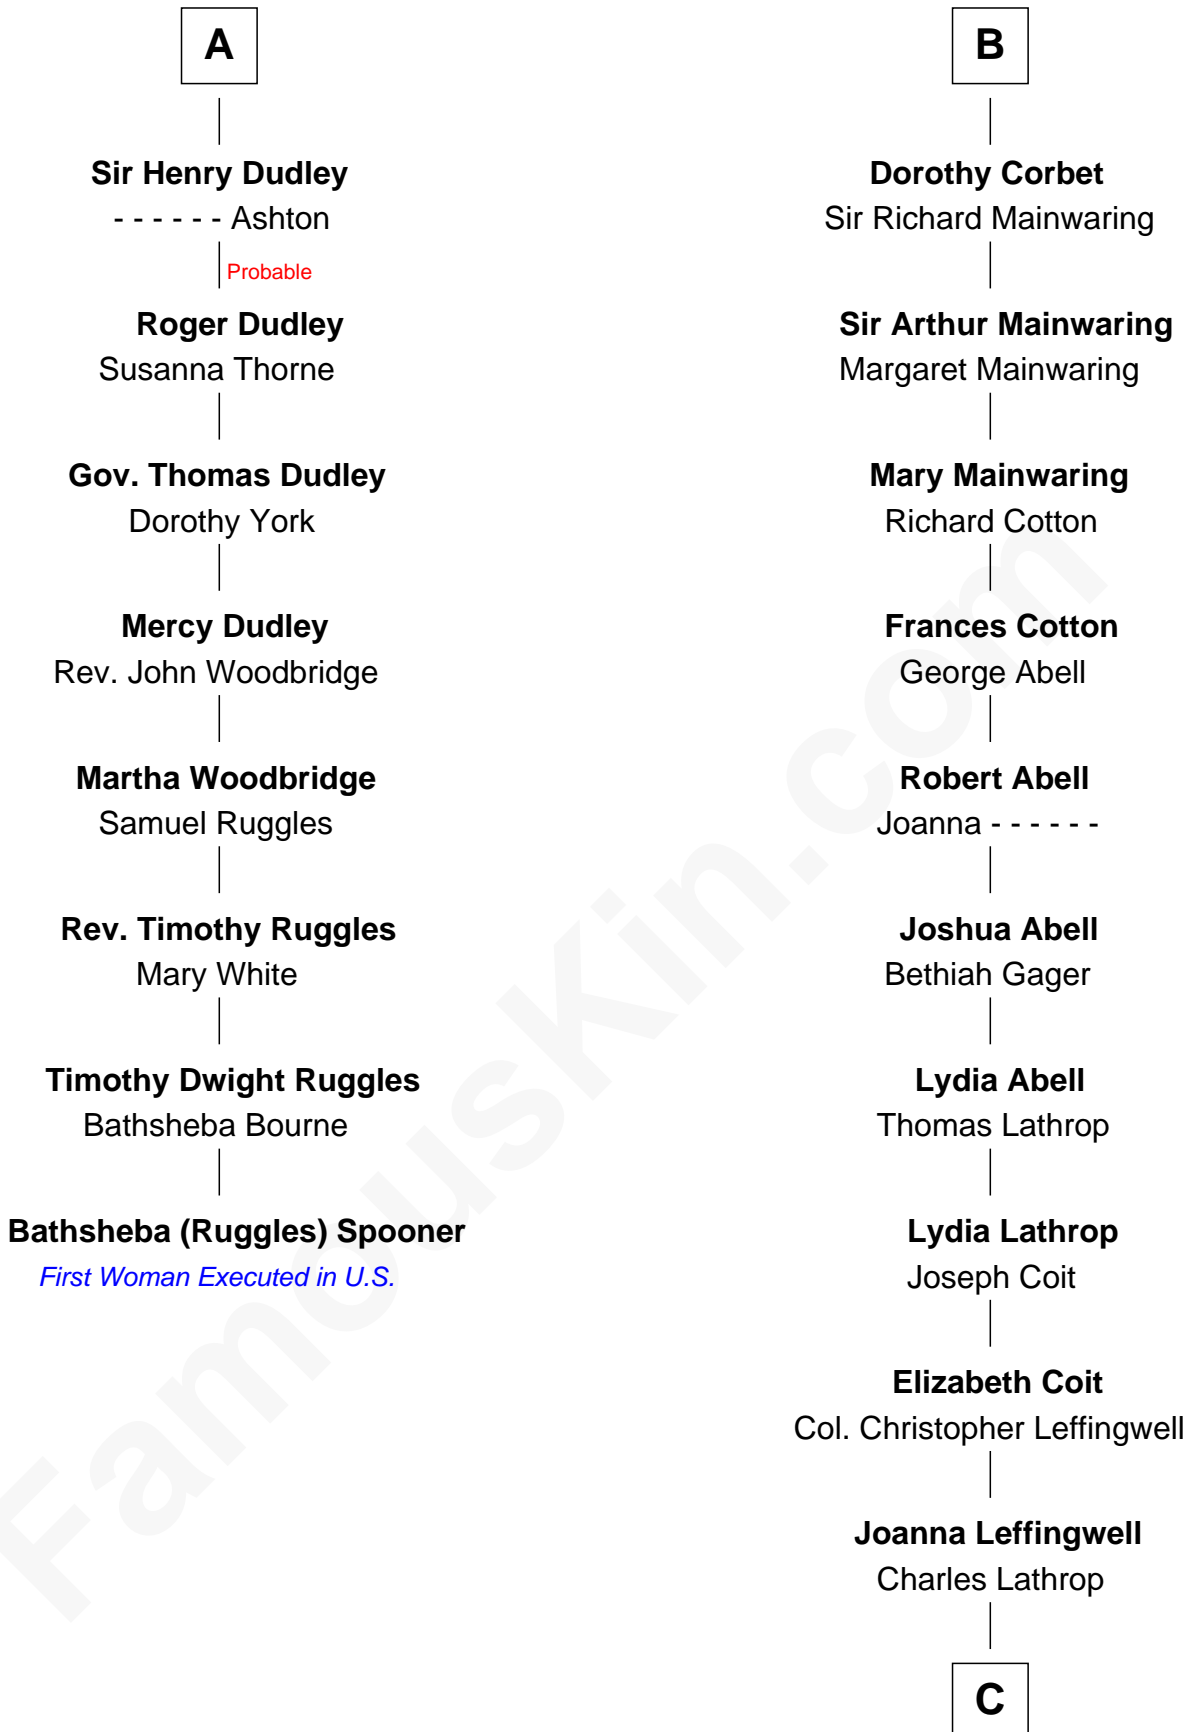 A
Sir Henry Dudley
- - - - - - Ashton
Probable
Roger Dudley
Susanna Thorne
Gov. Thomas Dudley
Dorothy York
Mercy Dudley
Rev. John Woodbridge
Martha Woodbridge
Samuel Ruggles
Rev. Timothy Ruggles
Mary White
Timothy Dwight Ruggles
Bathsheba Bourne
Bathsheba (Ruggles) Spooner
First Woman Executed in U.S.
B
Dorothy Corbet
Sir Richard Mainwaring
Sir Arthur Mainwaring
Margaret Mainwaring
Mary Mainwaring
Richard Cotton
Frances Cotton
George Abell
Robert Abell
Joanna - - - - - -
Joshua Abell
Bethiah Gager
Lydia Abell
Thomas Lathrop
Lydia Lathrop
Joseph Coit
Elizabeth Coit
Col. Christopher Leffingwell
Joanna Leffingwell
Charles Lathrop
C
FamousKin.com